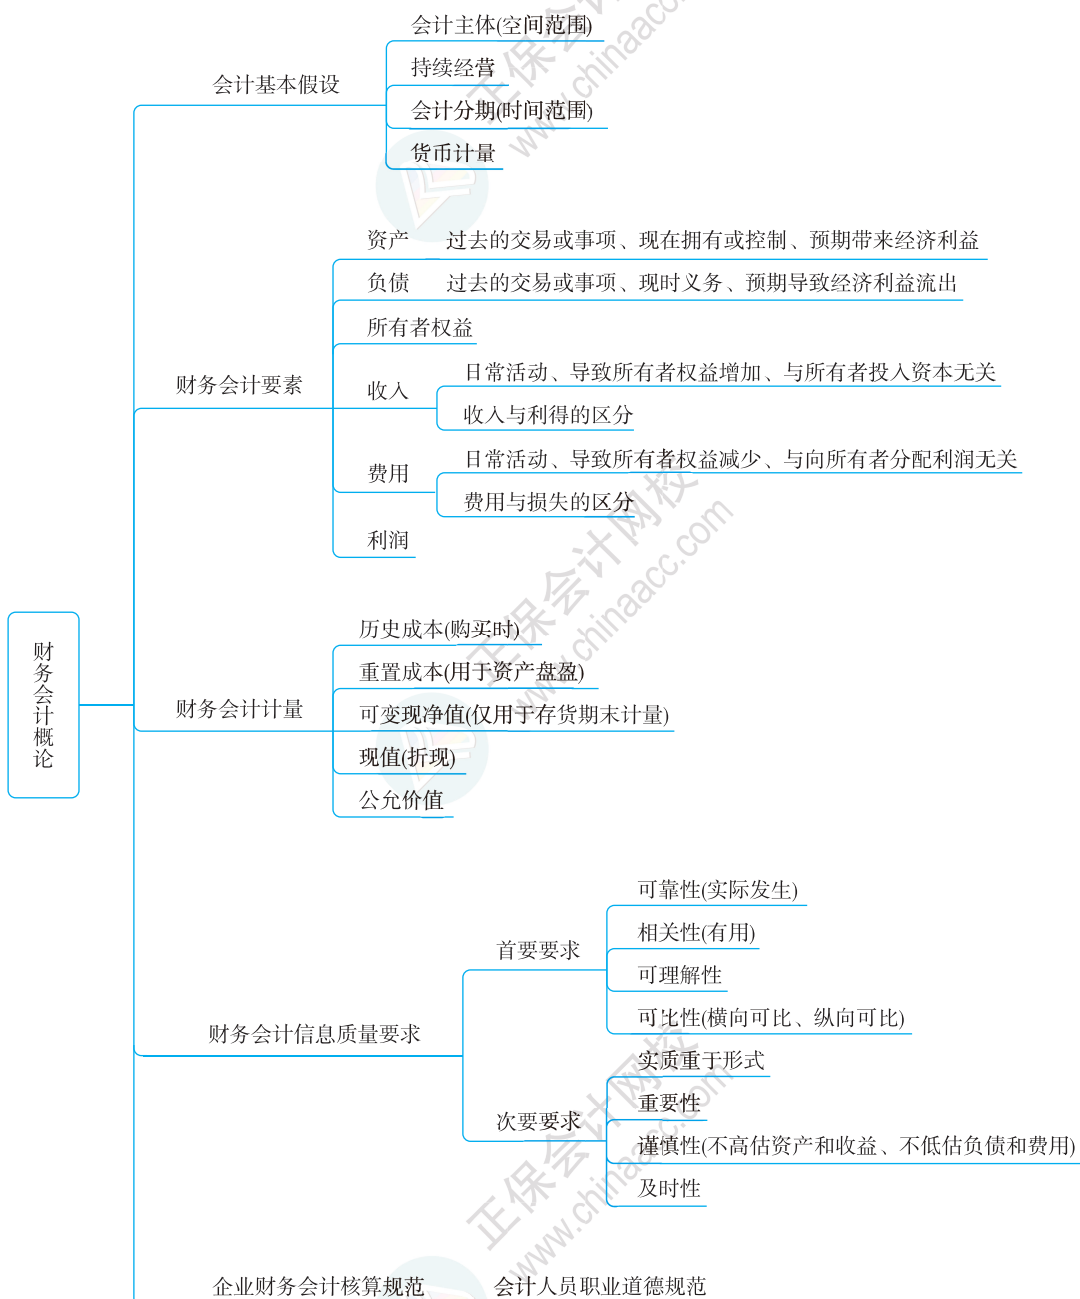 会计主体(空间范围)
持续经营
会计基本假设
会计分期(时间范围)
货币计量
资产 过去的交易或事项、现在拥有或控制、预期带来经济利益
负债 过去的交易或事项、现时义务、预期导致经济利益流出
所有者权益
财务会计要素
收入
日常活动、导致所有者权益增加、与所有者投入资本无关
收入与利得的区分
费用
日常活动、导致所有者权益减少、与向所有者分配利润无关
费用与损失的区分
利润
财务会计概论
历史成本(购买时)
重置成本(用于资产盘盈)
财务会计计量
可变现净值(仅用于存货期末计量)
现值(折现)
公允价值
财务会计信息质量要求
首要要求
可靠性(实际发生)
相关性(有用)
可理解性
可比性(横向可比、纵向可比)
次要要求
实质重于形式
重要性
谨慎性(不高估资产和收益、不低估负债和费用)
及时性
企业财务会计核算规范 会计人员职业道德规范
正保会计
www.chinaacc.co
正保会计网校
www.chinaacc.com
正保会计网校
www.chinaacc.com